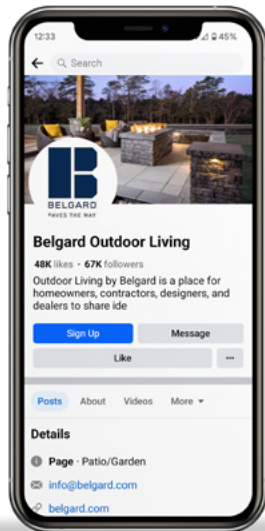 12:33
45%
Search
BELGARD
PAVES THE WAY
Belgard Outdoor Living
48K likes • 67K followers
Outdoor Living by Belgard is a place for
homeowners, contractors, designers, and
dealers to share ide
Sign Up
Message
Like
Posts
About
Videos
More
Details
Page · Patio/Garden
info@belgard.com
belgard.com